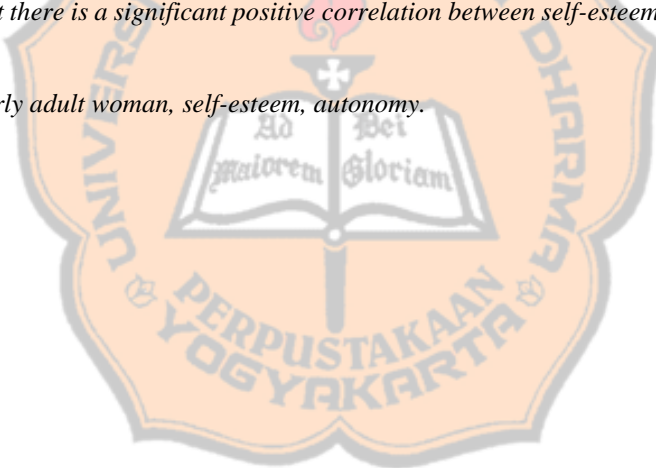 t there is a significant positive correlation between self-esteem
rly adult woman, self-esteem, autonomy.
Ad Dei
Maiorem Gloriam
DHARMA
PERPUSTAKAAN
YOGYAKARTA